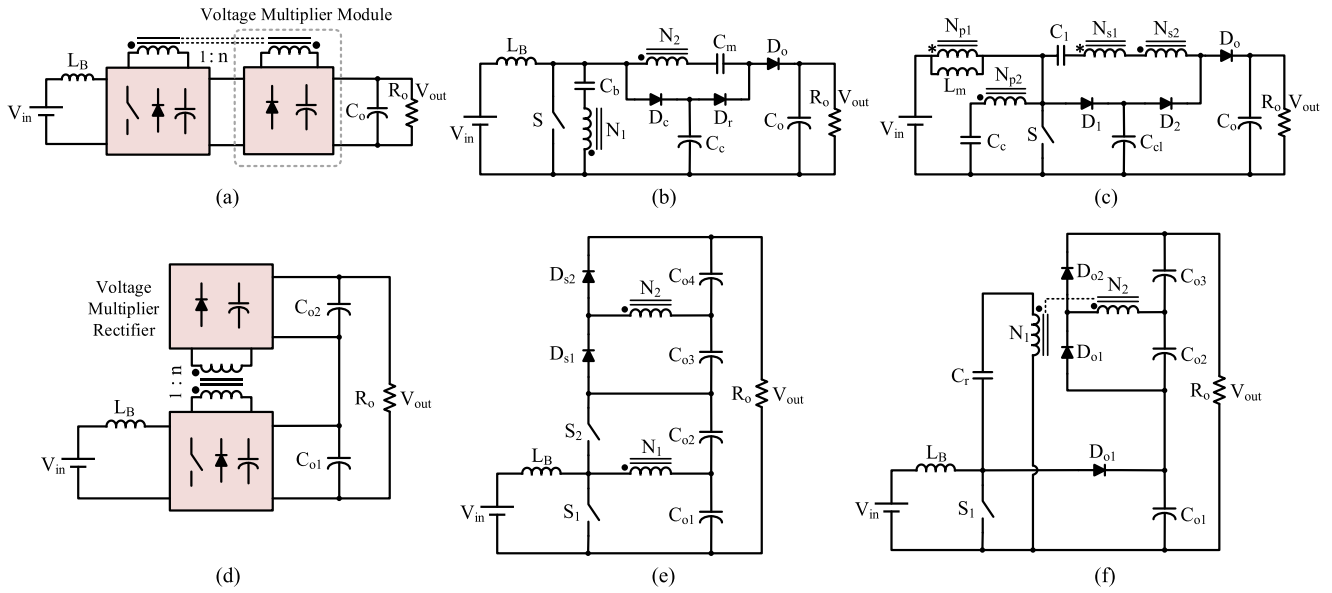 Voltage Multiplier Module
1 : n
L_B
V_in
C_o
R_o
V_out
(a)
L_B
N_2
C_m
D_o
C_b
S
N_1
D_c
D_r
C_c
V_in
C_o
R_o
V_out
(b)
N_p1
*
L_m
N_p2
C_1
*
N_s1
N_s2
D_o
V_in
C_c
S
D_1
D_2
C_cl
C_o
R_o
V_out
(c)
Voltage
Multiplier
Rectifier
C_o2
1 : n
L_B
V_in
C_o1
R_o
V_out
(d)
D_s2
C_o4
N_2
D_s1
C_o3
R_o
V_out
S_2
C_o2
L_B
N_1
V_in
S_1
C_o1
(e)
D_o2
C_o3
N_2
N_1
D_o1
C_o2
C_r
R_o
V_out
L_B
D_o1
V_in
S_1
C_o1
(f)